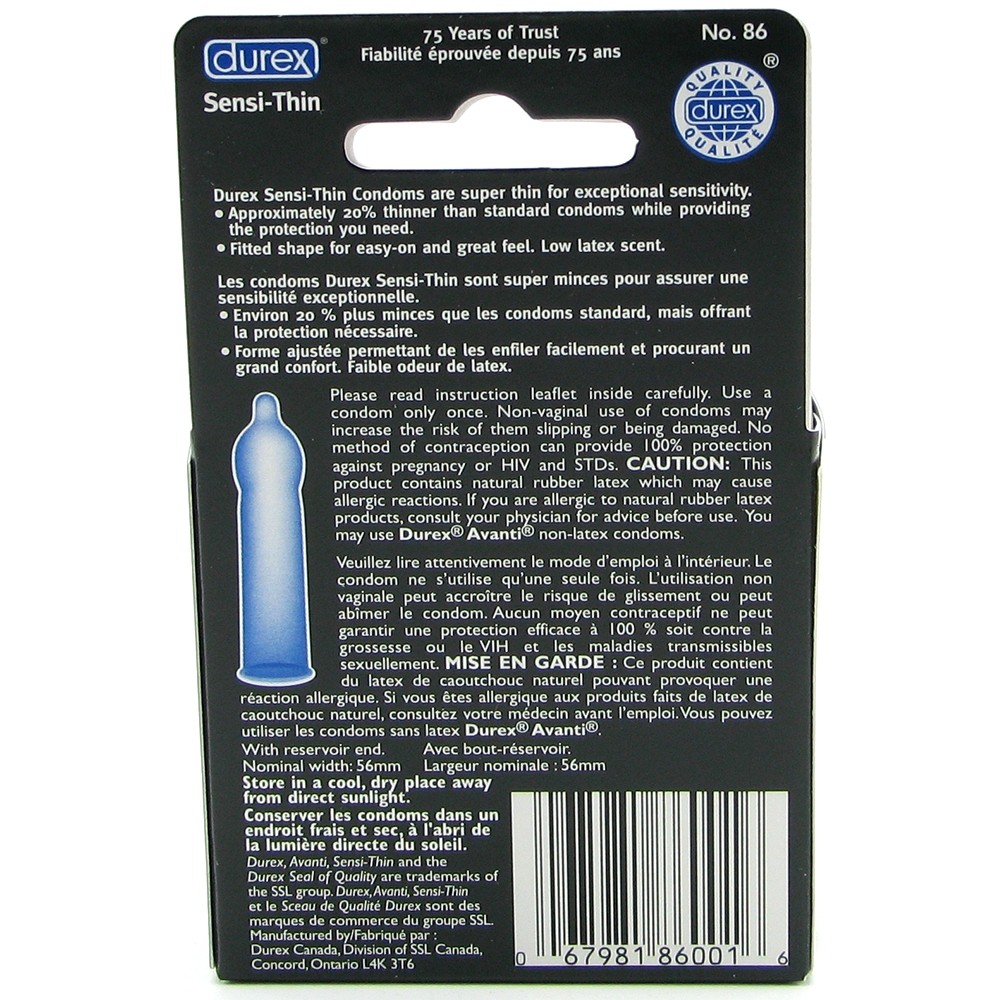 durex®
Sensi-Thin
75 Years of Trust
Fiabilité éprouvée depuis 75 ans
No. 86
®
QUALITY
durex
QUALITÉ
Durex Sensi-Thin Condoms are super thin for exceptional sensitivity.
• Approximately 20% thinner than standard condoms while providing
the protection you need.
• Fitted shape for easy-on and great feel. Low latex scent.
Les condoms Durex Sensi-Thin sont super minces pour assurer une
sensibilité exceptionnelle.
• Environ 20 % plus minces que les condoms standard, mais offrant
la protection nécessaire.
• Forme ajustée permettant de les enfiler facilement et procurant un
grand confort. Faible odeur de latex.
Please read instruction leaflet inside carefully. Use a
condom only once. Non-vaginal use of condoms may
increase the risk of them slipping or being damaged. No
method of contraception can provide 100% protection
against pregnancy or HIV and STDs. CAUTION: This
product contains natural rubber latex which may cause
allergic reactions. If you are allergic to natural rubber latex
products, consult your physician for advice before use. You
may use Durex® Avanti® non-latex condoms.
Veuillez lire attentivement le mode d'emploi à l'intérieur. Le
condom ne s'utilise qu'une seule fois. L'utilisation non
vaginale peut accroître le risque de glissement ou peut
abîmer le condom. Aucun moyen contraceptif ne peut
garantir une protection efficace à 100 % soit contre la
grossesse ou le VIH et les maladies transmissibles
sexuellement. MISE EN GARDE : Ce produit contient
du latex de caoutchouc naturel pouvant provoquer une
réaction allergique. Si vous êtes allergique aux produits faits de latex de
caoutchouc naturel, consultez votre médecin avant l'emploi. Vous pouvez
utiliser les condoms sans latex Durex® Avanti®.
With reservoir end. Avec bout-réservoir.
Nominal width: 56mm Largeur nominale : 56mm
Store in a cool, dry place away
from direct sunlight.
Conserver les condoms dans un
endroit frais et sec, à l'abri de
la lumière directe du soleil.
Durex, Avanti, Sensi-Thin and the
Durex Seal of Quality are trademarks of
the SSL group. Durex, Avanti, Sensi-Thin
et le Sceau de Qualité Durex sont des
marques de commerce du groupe SSL.
Manufactured by/Fabriqué par :
Durex Canada, Division of SSL Canada,
Concord, Ontario L4K 3T6
0 67981 86001 6